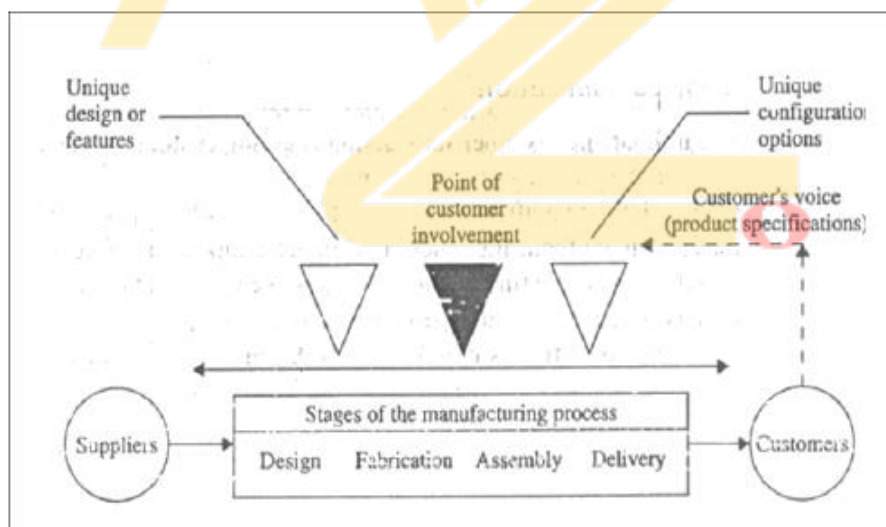 Unique
design or
features
Unique
configuration
options
Point of
customer
involvement
Customer's voice
(product specifications)
Stages of the manufacturing process
Suppliers
Design Fabrication Assembly Delivery
Customers